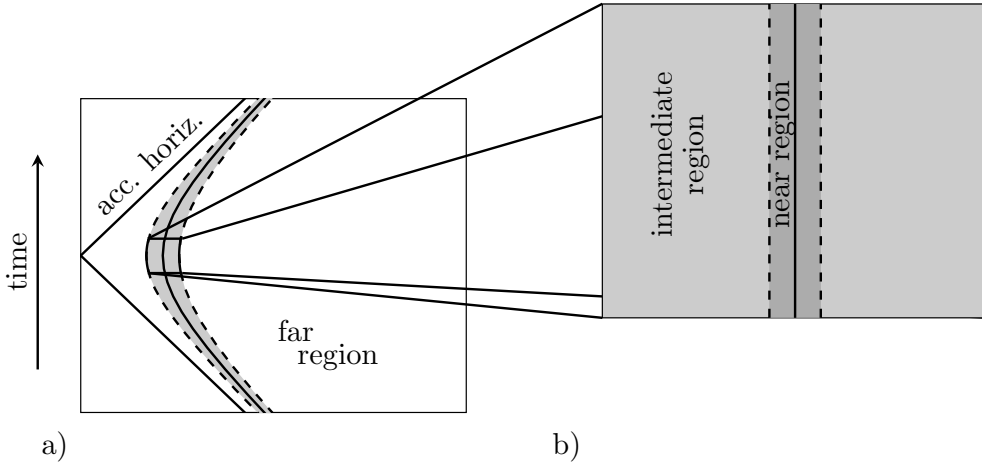 time
acc. horiz.
far
region
a)
intermediate
region
near region
b)